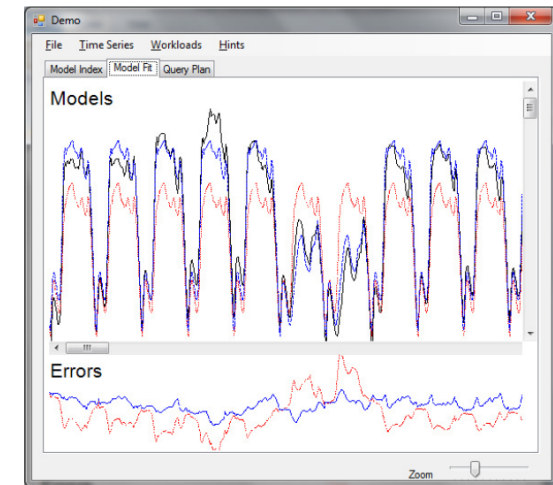 Demo
File Time Series Workloads Hints
Model Index Model Fit Query Plan
Models
Errors
Zoom